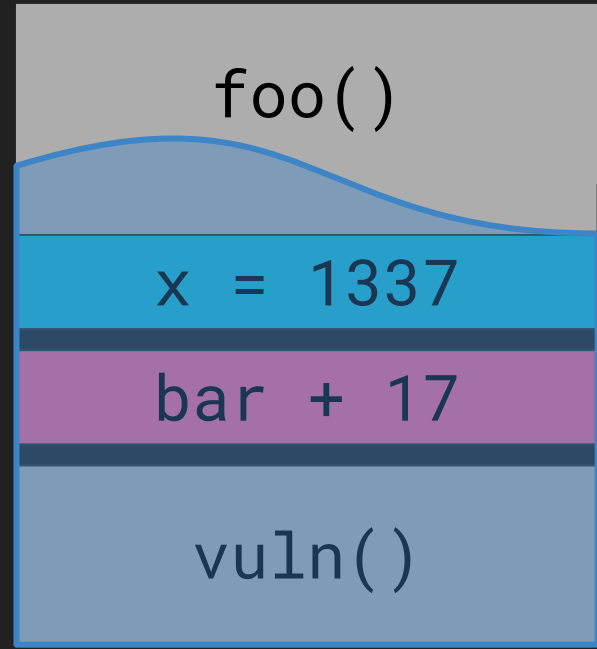 foo()
x = 1337
bar + 17
vuln()